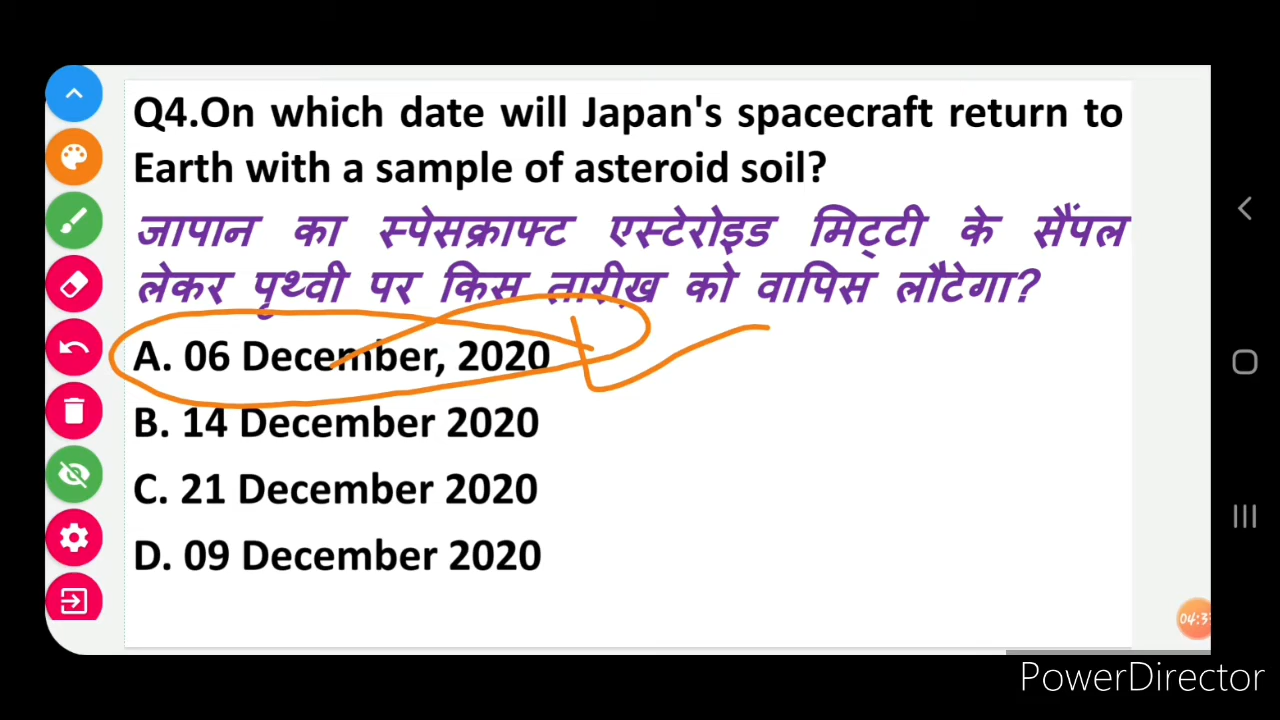 Q4.On which date will Japan's spacecraft return to
Earth with a sample of asteroid soil?
जापान का स्पेसक्राफ्ट एस्टेरोइड मिट्टी के सैंपल
लेकर पृथ्वी पर किस तारीख़ को वापिस लौटेगा?
A. 06 December, 2020
B. 14 December 2020
C. 21 December 2020
D. 09 December 2020
PowerDirector